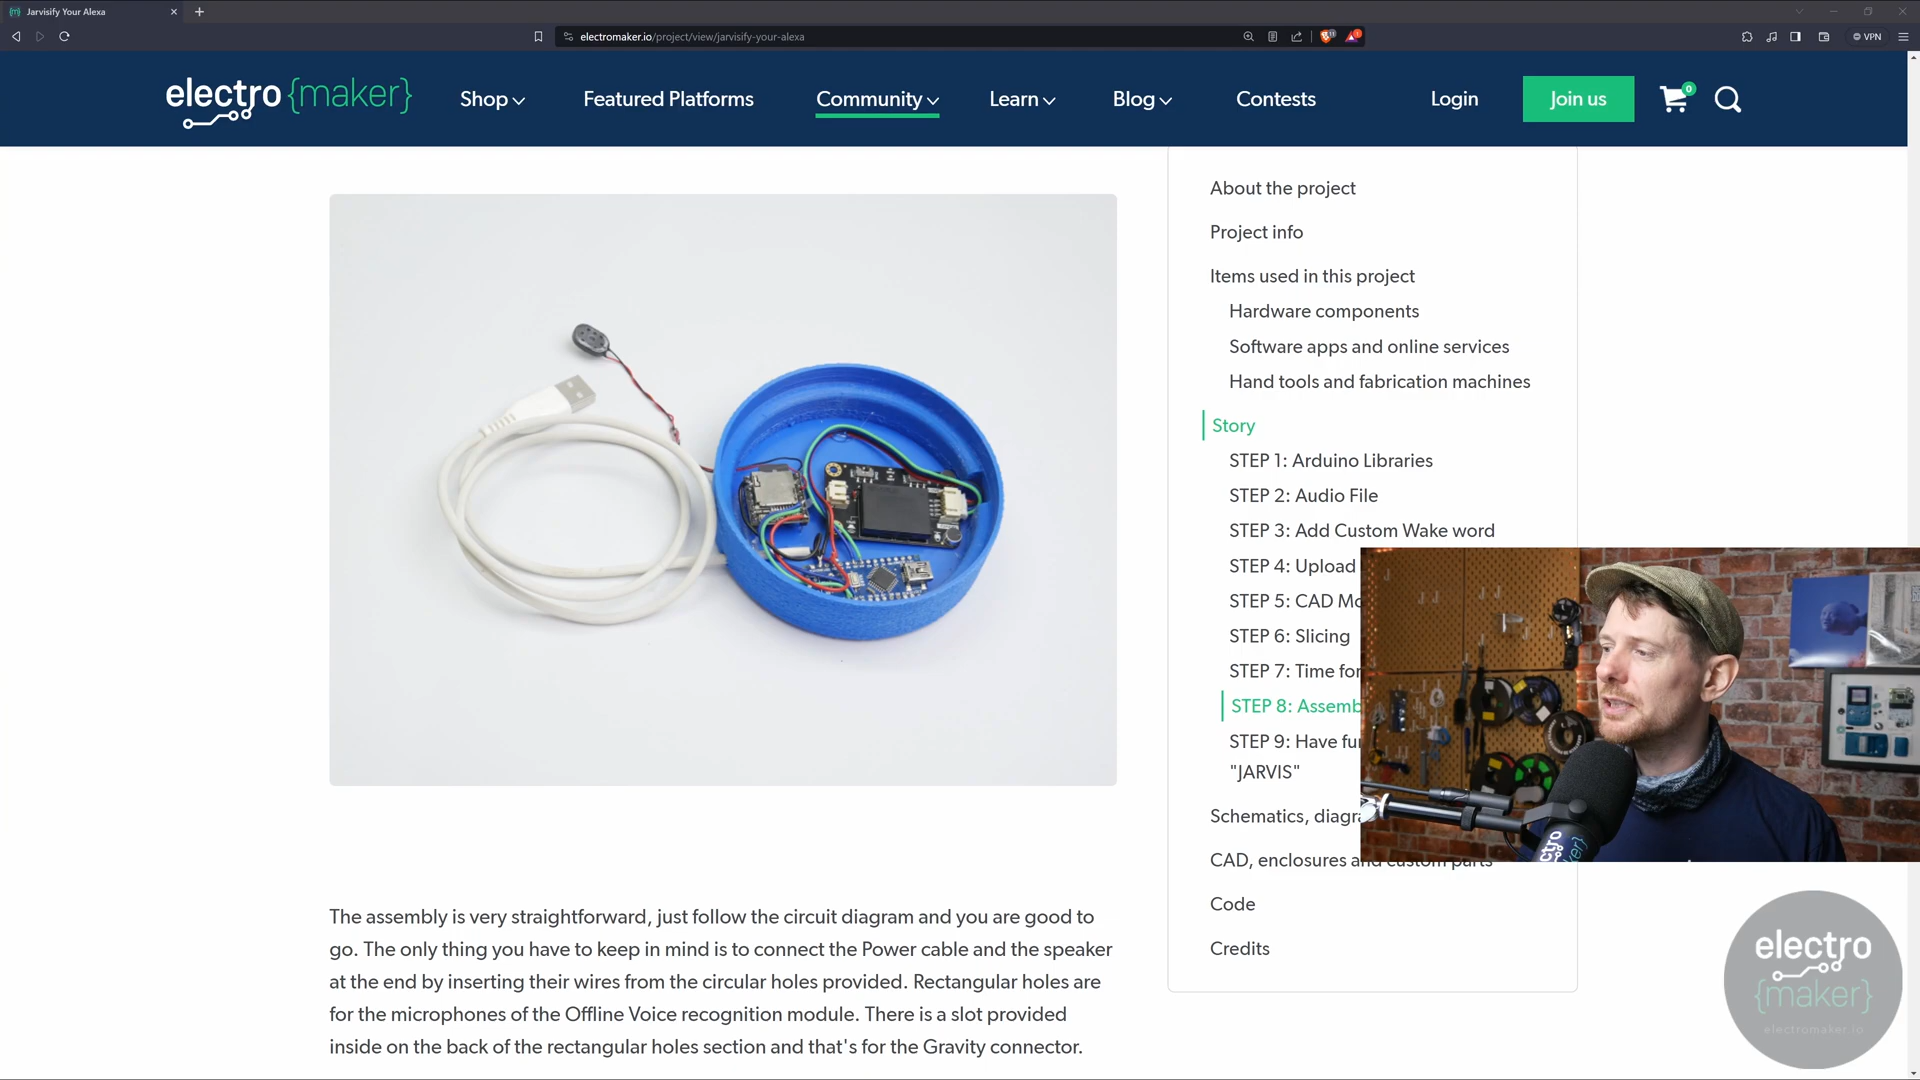 Jarvisify Your Alexa
electromaker.io/project/view/jarvisify-your-alexa
VPN
electro {maker}
Shop
Featured Platforms
Community
Learn
Blog
Contests
Login
Join us
0
About the project
Project info
Items used in this project
Hardware components
Software apps and online services
Hand tools and fabrication machines
Story
STEP 1: Arduino Libraries
STEP 2: Audio File
STEP 3: Add Custom Wake word
STEP 4: Upload
STEP 5: CAD Mo
STEP 6: Slicing
STEP 7: Time for
STEP 8: Assemb
STEP 9: Have fu
"JARVIS"
Schematics, diagra
CAD, enclosures and custom parts
Code
Credits
The assembly is very straightforward, just follow the circuit diagram and you are good to
go. The only thing you have to keep in mind is to connect the Power cable and the speaker
at the end by inserting their wires from the circular holes provided. Rectangular holes are
for the microphones of the Offline Voice recognition module. There is a slot provided
inside on the back of the rectangular holes section and that's for the Gravity connector.
electro
{maker}
electromaker.io